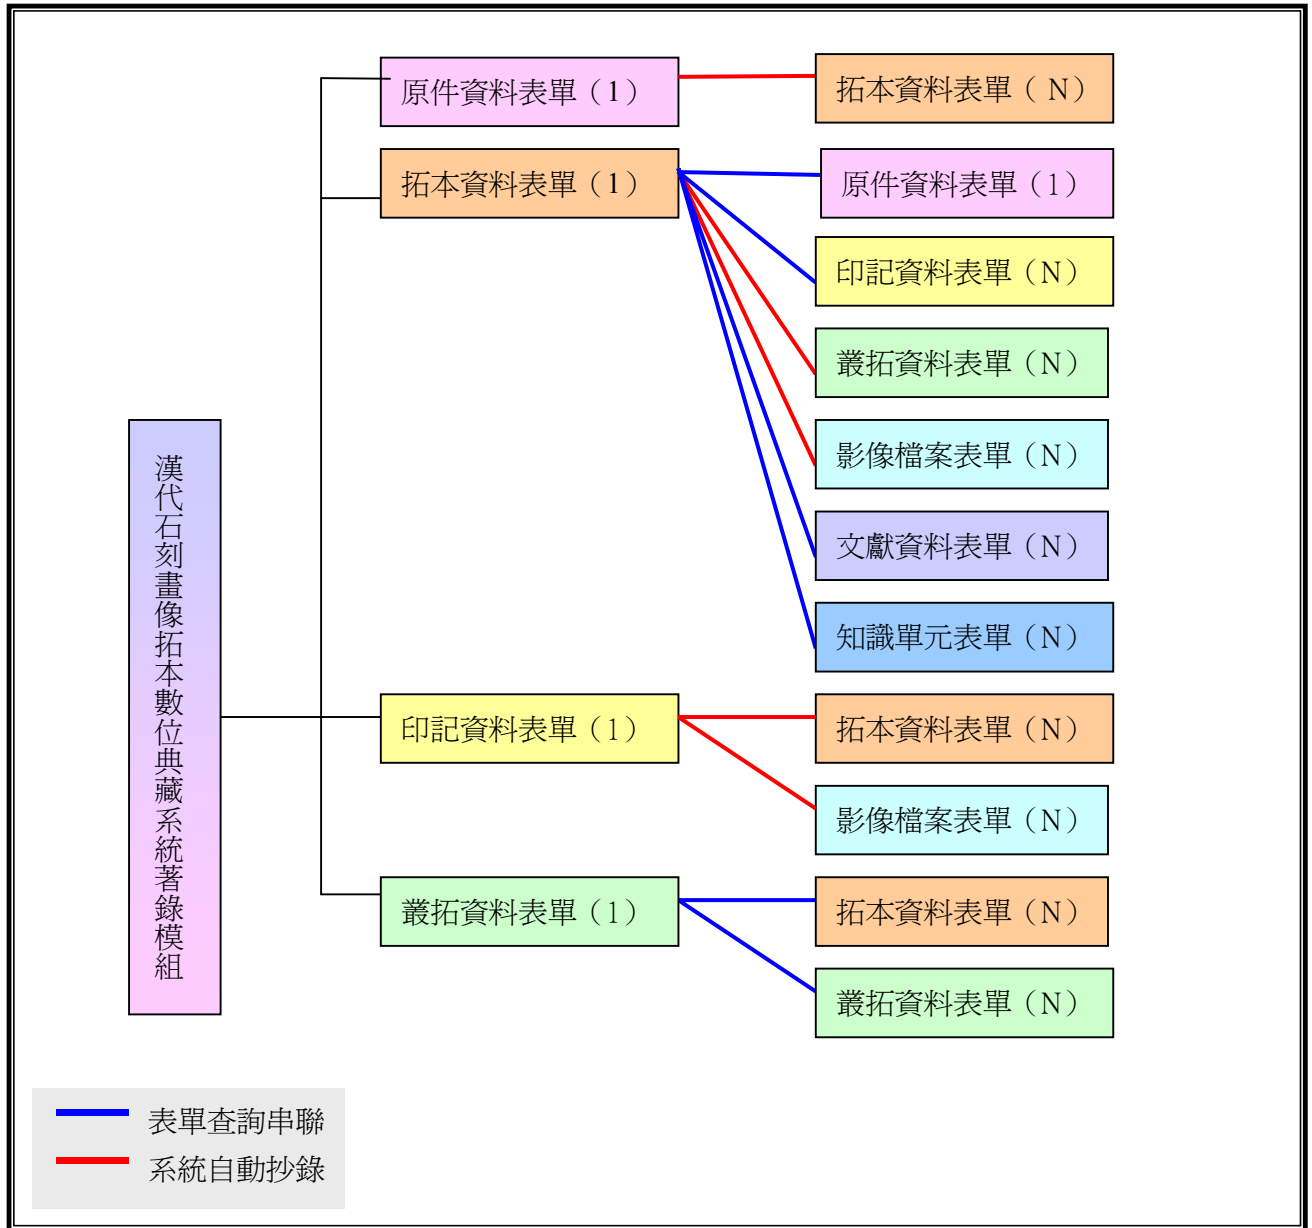 原件資料表單（1）
拓本資料表單（ N）
拓本資料表單（1）
原件資料表單（1）
印記資料表單（N）
叢拓資料表單（N）
影像檔案表單（N）
文獻資料表單（N）
知識單元表單（N）
漢代石刻畫像拓本數位典藏系統著錄模組
印記資料表單（1）
拓本資料表單（N）
影像檔案表單（N）
叢拓資料表單（1）
拓本資料表單（N）
叢拓資料表單（N）
表單查詢串聯
系統自動抄錄